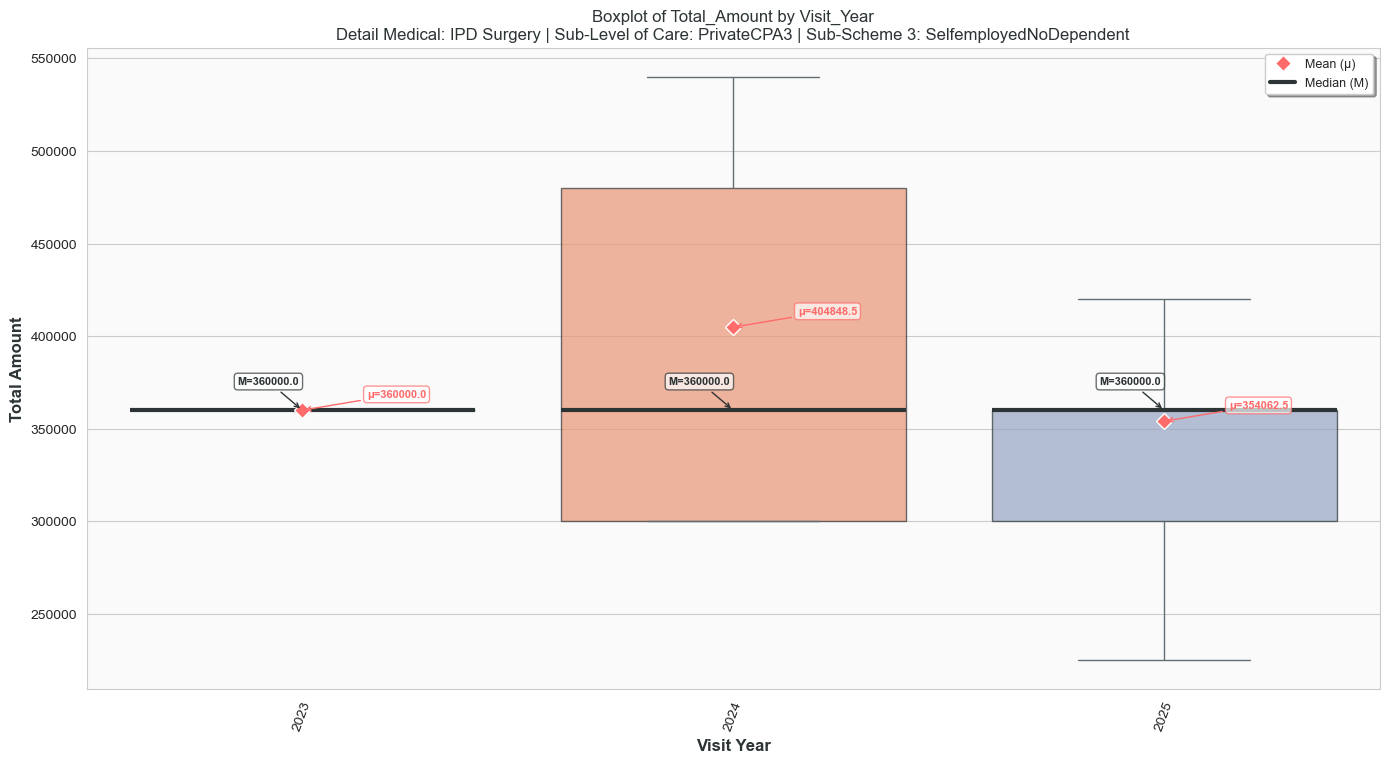 Boxplot of Total_Amount by Visit_Year
Detail Medical: IPD Surgery | Sub-Level of Care: PrivateCPA3 | Sub-Scheme 3: SelfemployedNoDependent
Mean (μ)
Median (M)
Total Amount
550000
500000
450000
400000
350000
300000
250000
M=360000.0
μ=360000.0
M=360000.0
μ=404848.5
M=360000.0
μ=354062.5
2023
2024
2025
Visit Year